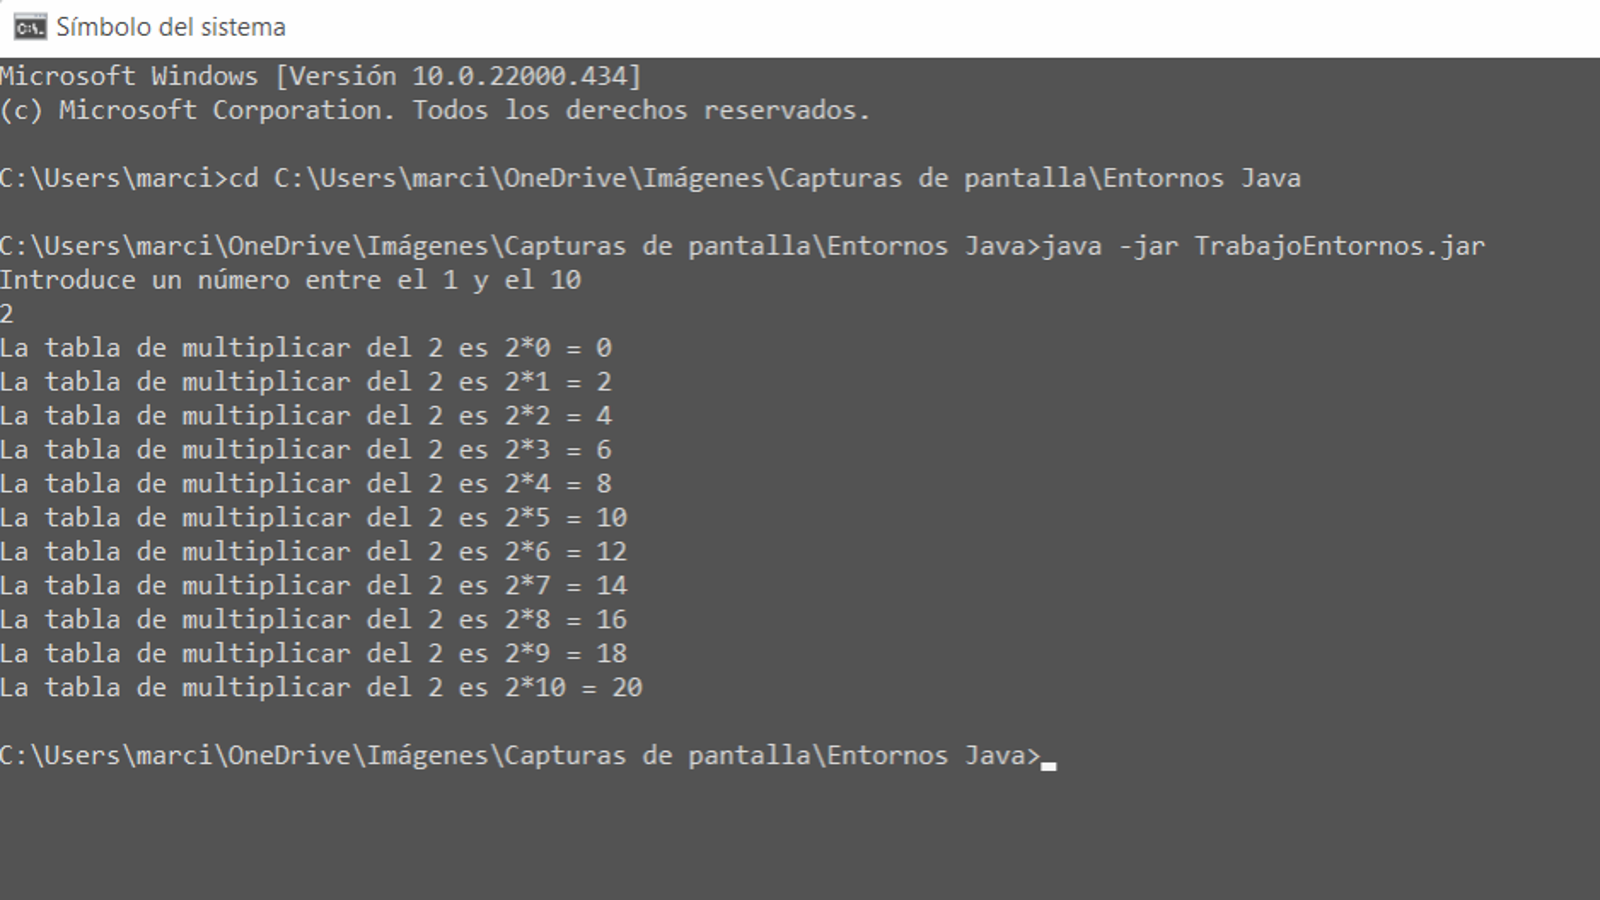 Símbolo del sistema
Microsoft Windows [Versión 10.0.22000.434]
(c) Microsoft Corporation. Todos los derechos reservados.
C:\Users\marci>cd C:\Users\marci\OneDrive\Imágenes\Capturas de pantalla\Entornos Java
C:\Users\marci\OneDrive\Imágenes\Capturas de pantalla\Entornos Java>java -jar TrabajoEntornos.jar
Introduce un número entre el 1 y el 10
2
La tabla de multiplicar del 2 es 2*0 = 0
La tabla de multiplicar del 2 es 2*1 = 2
La tabla de multiplicar del 2 es 2*2 = 4
La tabla de multiplicar del 2 es 2*3 = 6
La tabla de multiplicar del 2 es 2*4 = 8
La tabla de multiplicar del 2 es 2*5 = 10
La tabla de multiplicar del 2 es 2*6 = 12
La tabla de multiplicar del 2 es 2*7 = 14
La tabla de multiplicar del 2 es 2*8 = 16
La tabla de multiplicar del 2 es 2*9 = 18
La tabla de multiplicar del 2 es 2*10 = 20
C:\Users\marci\OneDrive\Imágenes\Capturas de pantalla\Entornos Java>